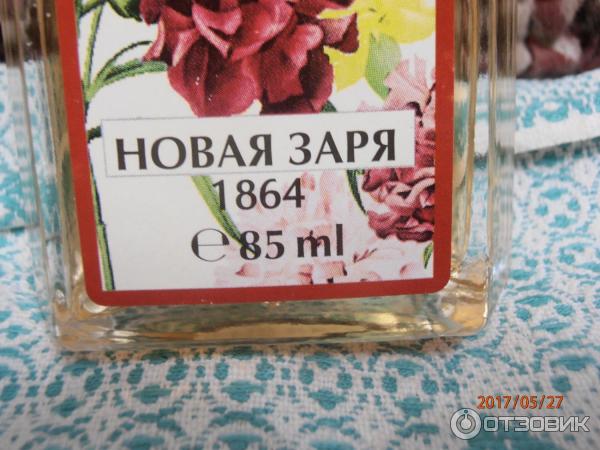 НОВАЯ ЗАРЯ
1864
℮ 85 ml
2017/05/27
ОТЗОВИК